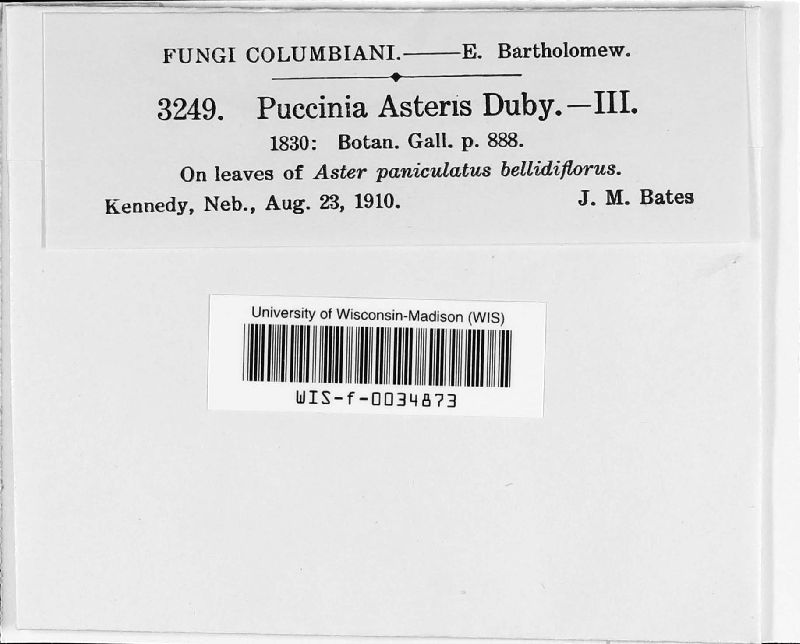 FUNGI COLUMBIANI.——E. Bartholomew.
3249. Puccinia Asteris Duby.—III.
1830: Botan. Gall. p. 888.
On leaves of Aster paniculatus bellidiflorus.
Kennedy, Neb., Aug. 23, 1910. J. M. Bates
University of Wisconsin-Madison (WIS)
WIS-f-0034873